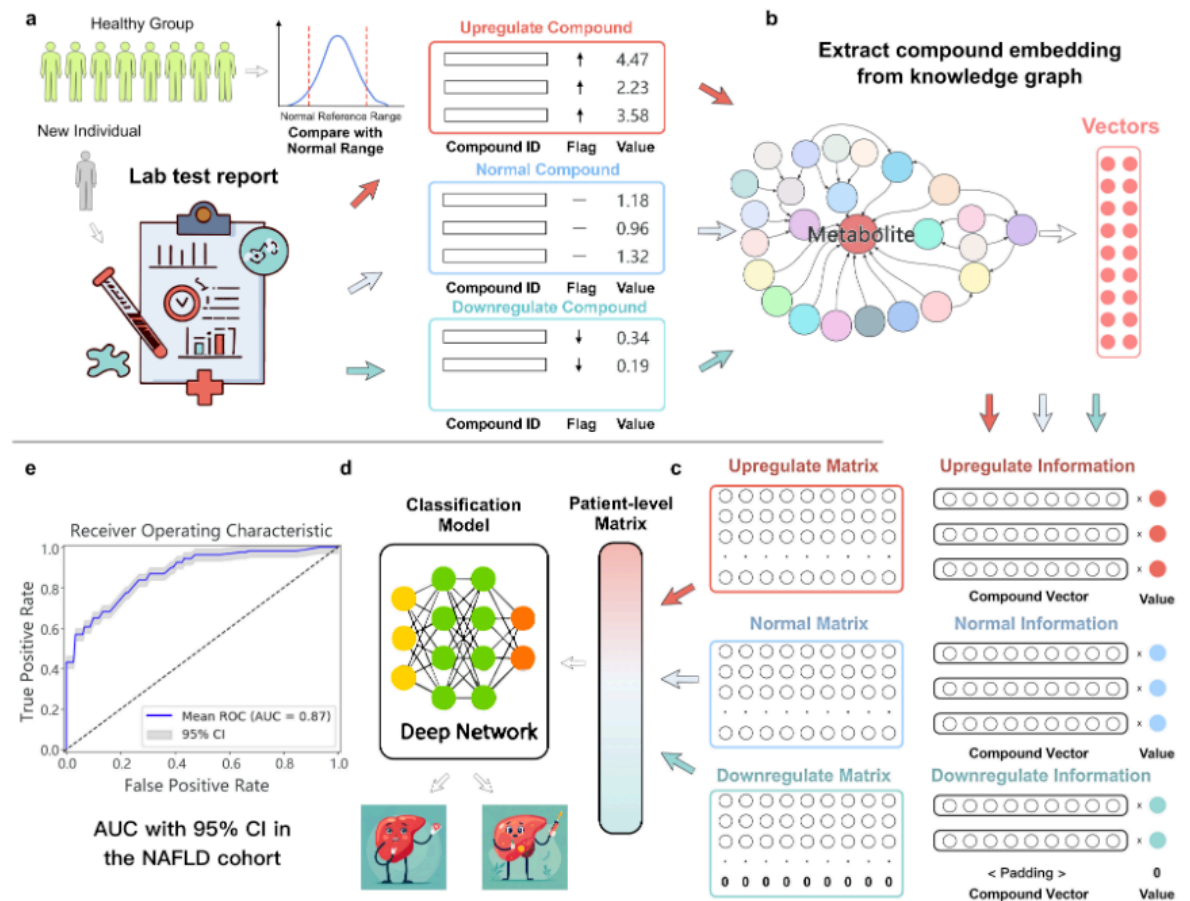 a
Healthy Group
New Individual
Normal Reference Range
Compare with
Normal Range
Lab test report
Upregulate Compound
↑ 4.47
↑ 2.23
↑ 3.58
Compound ID Flag Value
Normal Compound
— 1.18
— 0.96
— 1.32
Compound ID Flag Value
Downregulate Compound
↓ 0.34
↓ 0.19
Compound ID Flag Value
b
Extract compound embedding
from knowledge graph
Metabolite
Vectors
c
Upregulate Matrix
Normal Matrix
Downregulate Matrix
0 0 0 0 0 0 0 0 0
Upregulate Information
×
×
×
Compound Vector Value
Normal Information
×
×
×
Compound Vector Value
Downregulate Information
×
×
< Padding > 0
Compound Vector Value
d
Classification
Model
Deep Network
Patient-level
Matrix
e
Receiver Operating Characteristic
True Positive Rate
1.0
0.8
0.6
0.4
0.2
0.0
0.0 0.2 0.4 0.6 0.8 1.0
False Positive Rate
Mean ROC (AUC = 0.87)
95% CI
AUC with 95% CI in
the NAFLD cohort